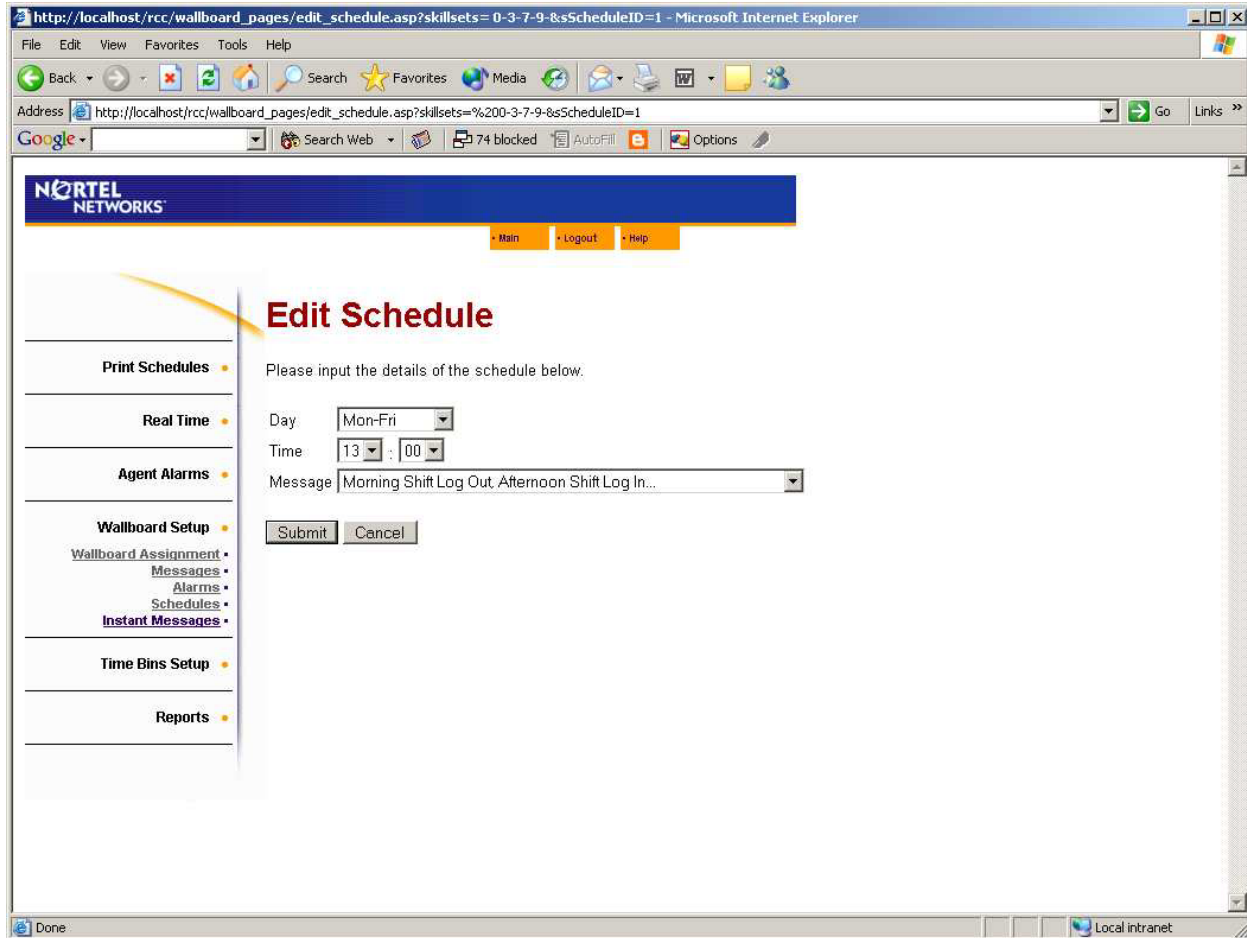 http://localhost/rcc/wallboard_pages/edit_schedule.asp?skillsets= 0-3-7-9-&sScheduleID=1 - Microsoft Internet Explorer
File Edit View Favorites Tools Help
Back Search Favorites Media
Address http://localhost/rcc/wallboard_pages/edit_schedule.asp?skillsets=%200-3-7-9-&sScheduleID=1 Go Links »
Google Search Web 74 blocked AutoFill Options
NORTEL
NETWORKS
Main Logout Help
Edit Schedule
Please input the details of the schedule below.
Day Mon-Fri
Time 13 : 00
Message Morning Shift Log Out, Afternoon Shift Log In...
Submit Cancel
Print Schedules
Real Time
Agent Alarms
Wallboard Setup
Wallboard Assignment
Messages
Alarms
Schedules
Instant Messages
Time Bins Setup
Reports
Done Local intranet